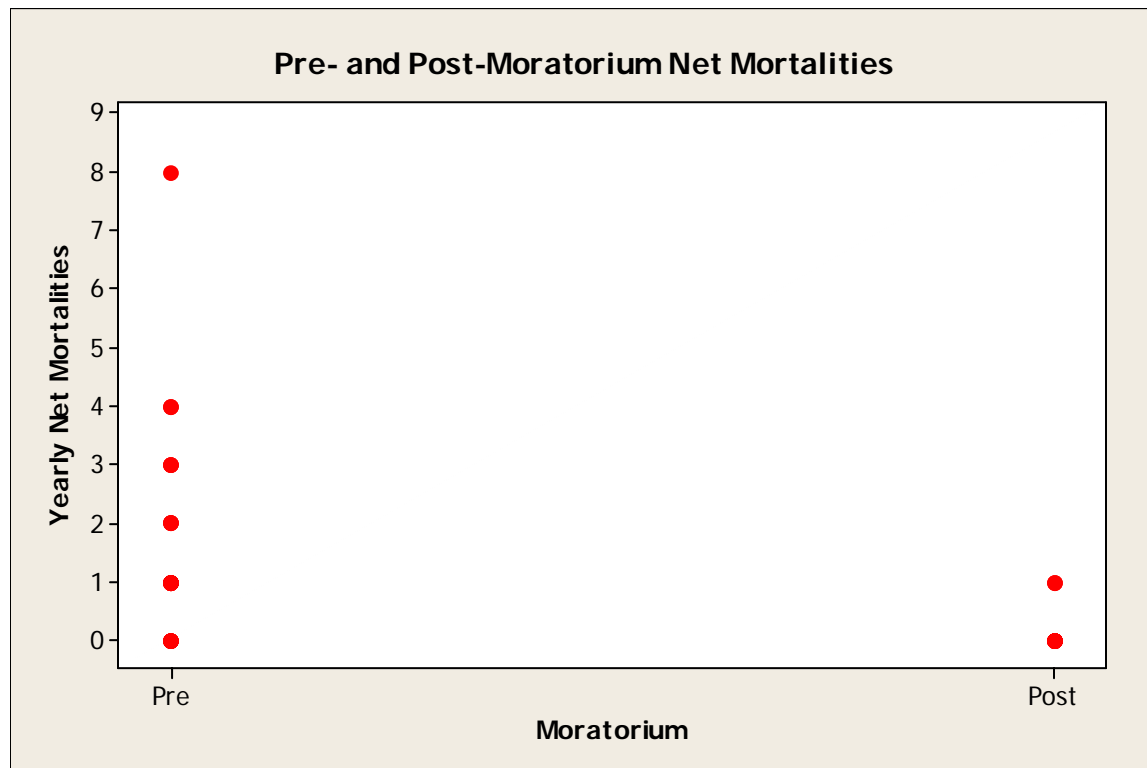 Pre- and Post-Moratorium Net Mortalities
9
8
7
6
5
4
3
2
1
0
Yearly Net Mortalities
Pre
Post
Moratorium